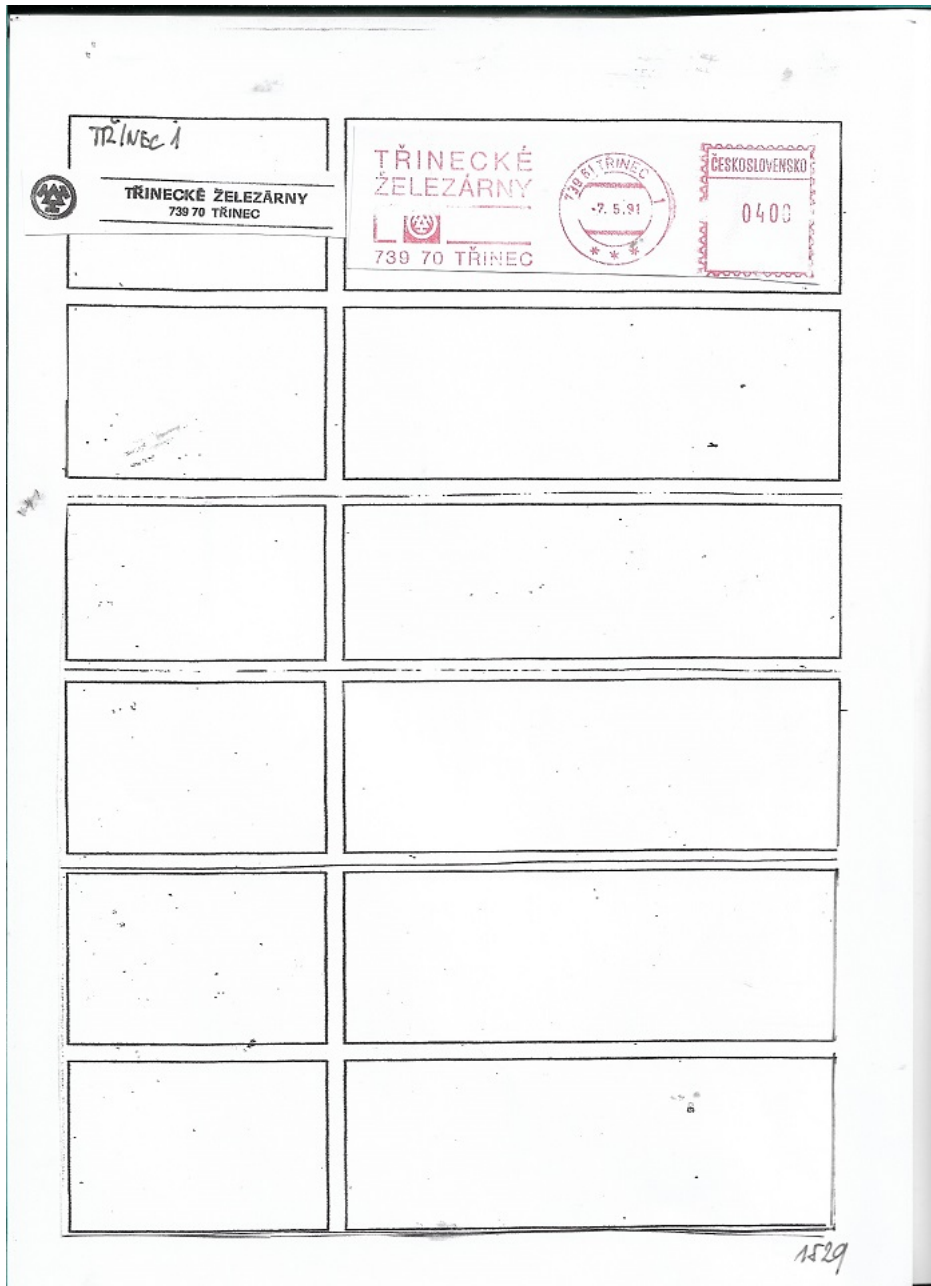 TŘINEC 1
TŘINECKÉ ŽELEZÁRNY
739 70 TŘINEC
TŘINECKÉ
ŽELEZÁRNY
739 70 TŘINEC
739 61 TŘINEC 1
-7. 5. 91
* * *
ČESKOSLOVENSKO
0400
1529